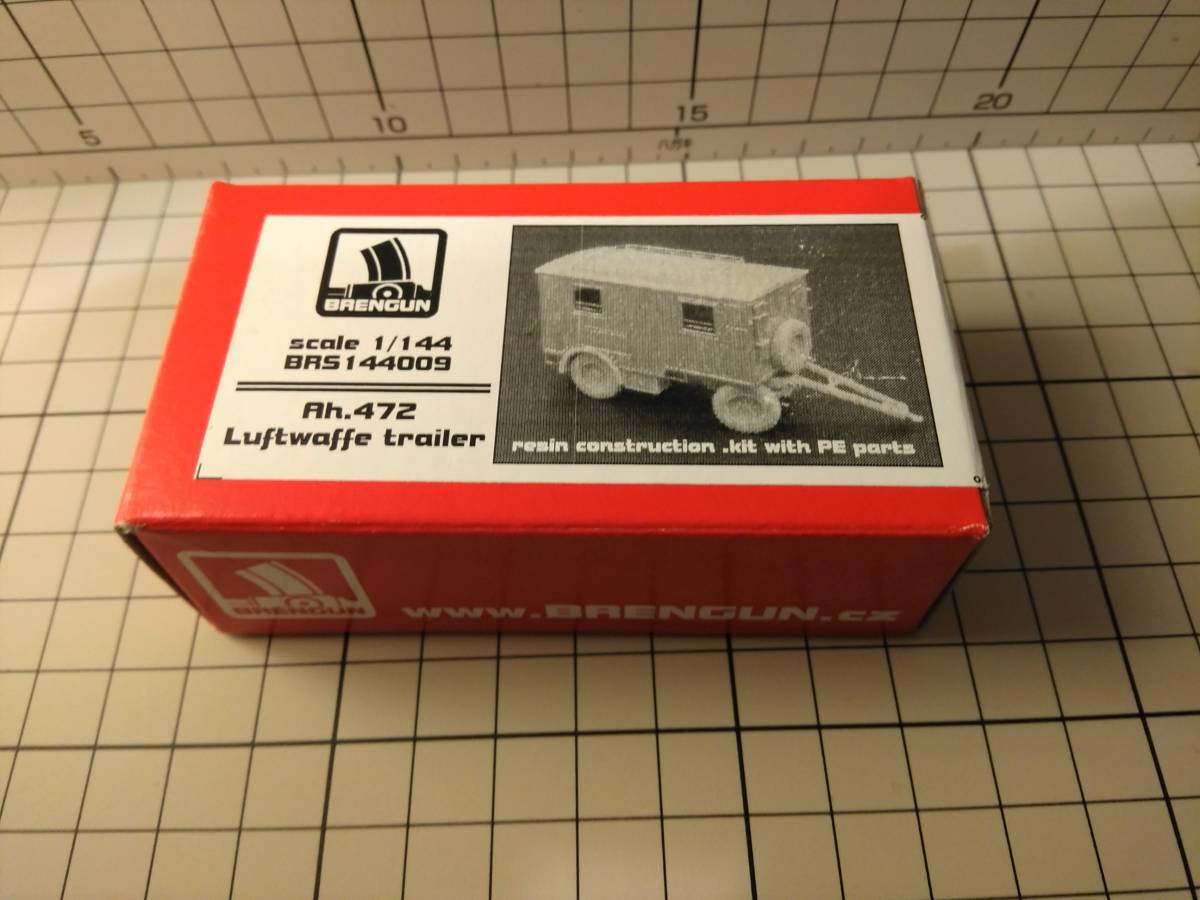 5 10 15 20
BRENGUN
scale 1/144
BRS144009
Ah.472
Luftwaffe trailer
resin construction .kit with PE parts
BRENGUN
www.BRENGUN.cz